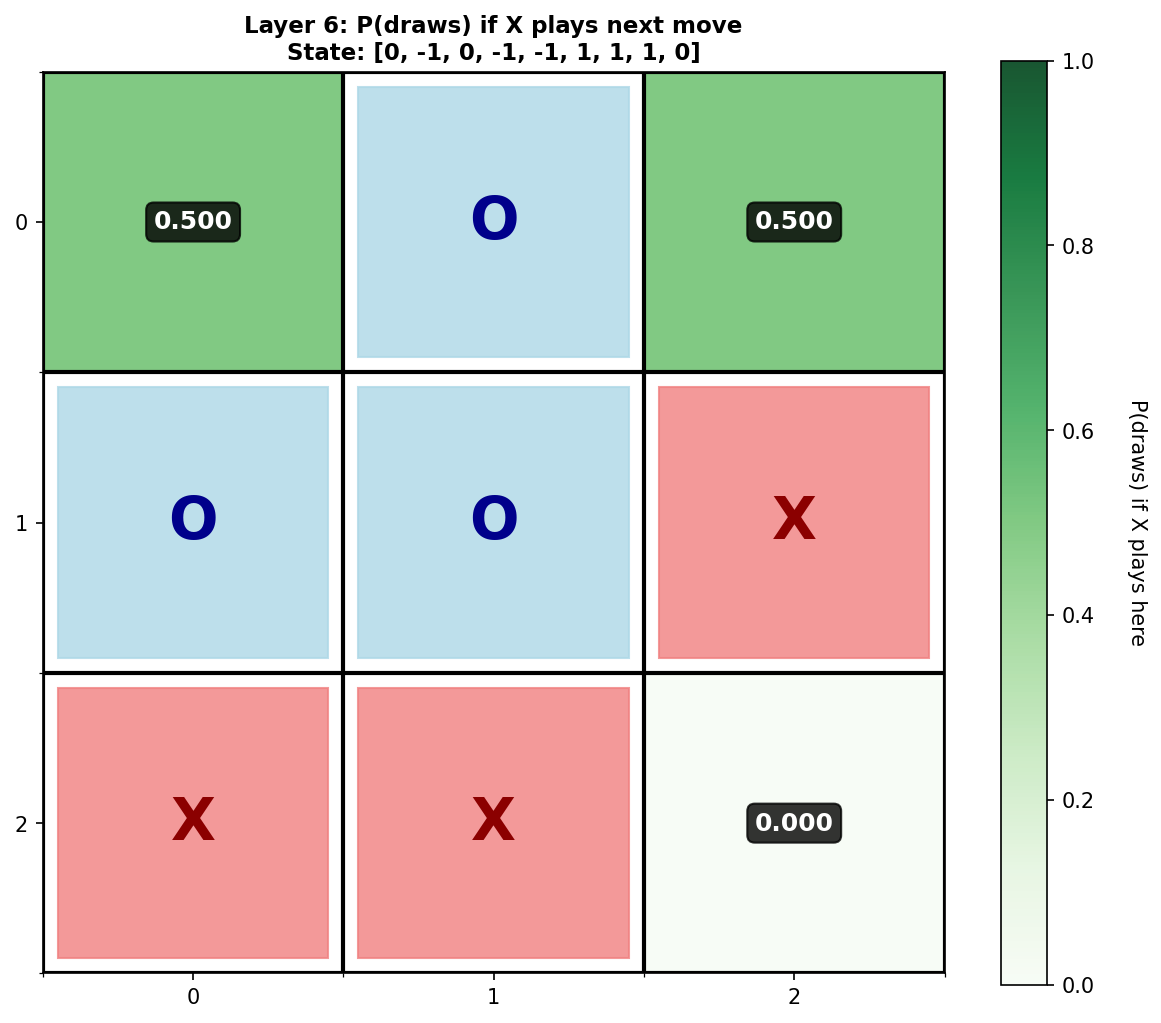 Layer 6: P(draws) if X plays next move
State: [0, -1, 0, -1, -1, 1, 1, 1, 0]
0
0.500
O
0.500
1
O
O
X
2
X
X
0.000
0
1
2
1.0
0.8
0.6
0.4
0.2
0.0
P(draws) if X plays here